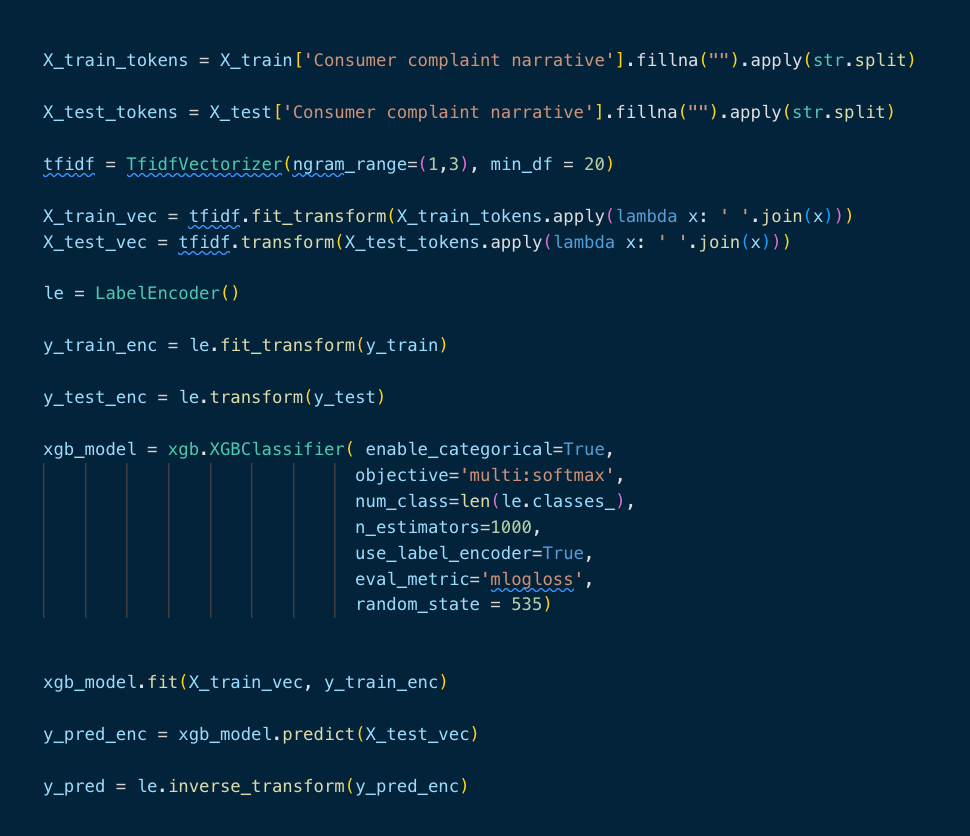 X_train_tokens = X_train['Consumer complaint narrative'].fillna("").apply(str.split)
X_test_tokens = X_test['Consumer complaint narrative'].fillna("").apply(str.split)
tfidf = TfidfVectorizer(ngram_range=(1,3), min_df = 20)
X_train_vec = tfidf.fit_transform(X_train_tokens.apply(lambda x: ' '.join(x)))
X_test_vec = tfidf.transform(X_test_tokens.apply(lambda x: ' '.join(x)))
le = LabelEncoder()
y_train_enc = le.fit_transform(y_train)
y_test_enc = le.transform(y_test)
xgb_model = xgb.XGBClassifier( enable_categorical=True,
objective='multi:softmax',
num_class=len(le.classes_),
n_estimators=1000,
use_label_encoder=True,
eval_metric='mlogloss',
random_state = 535)
xgb_model.fit(X_train_vec, y_train_enc)
y_pred_enc = xgb_model.predict(X_test_vec)
y_pred = le.inverse_transform(y_pred_enc)